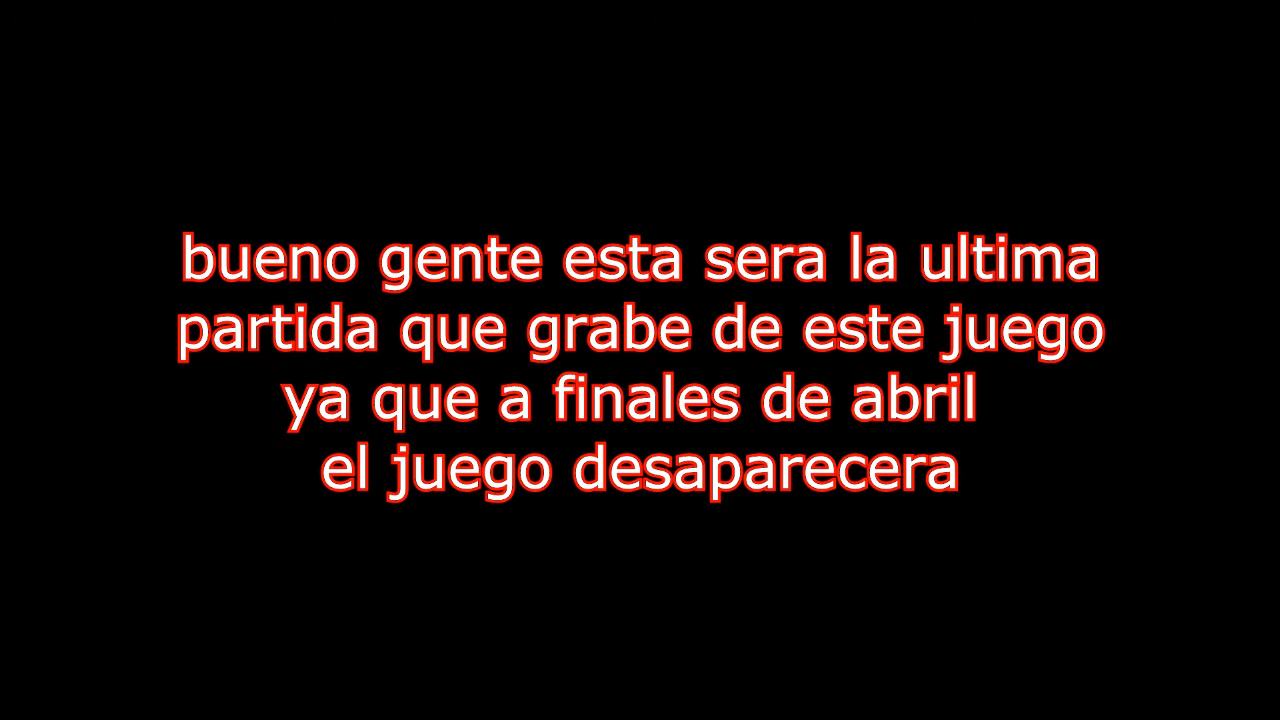 bueno gente esta sera la ultima
partida que grabe de este juego
ya que a finales de abril
el juego desaparecera